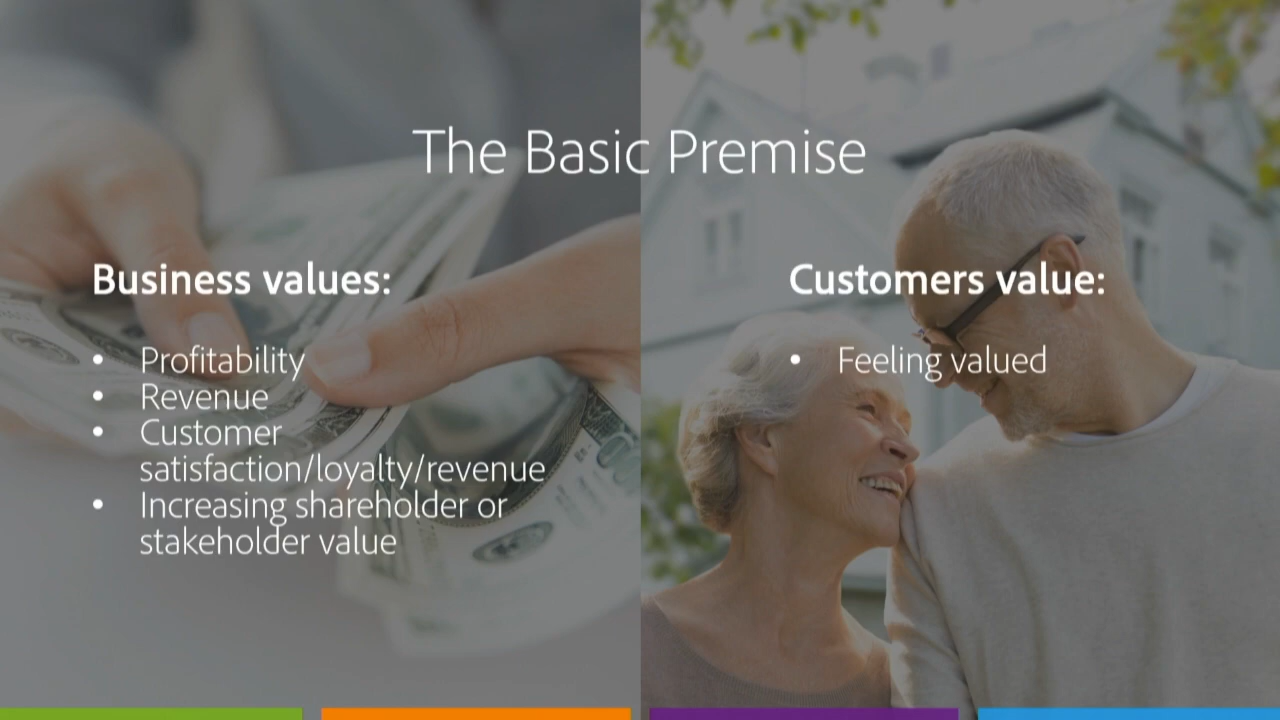 The Basic Premise
Business values:
• Profitability
• Revenue
• Customer
satisfaction/loyalty/revenue
• Increasing shareholder or
stakeholder value
Customers value:
• Feeling valued